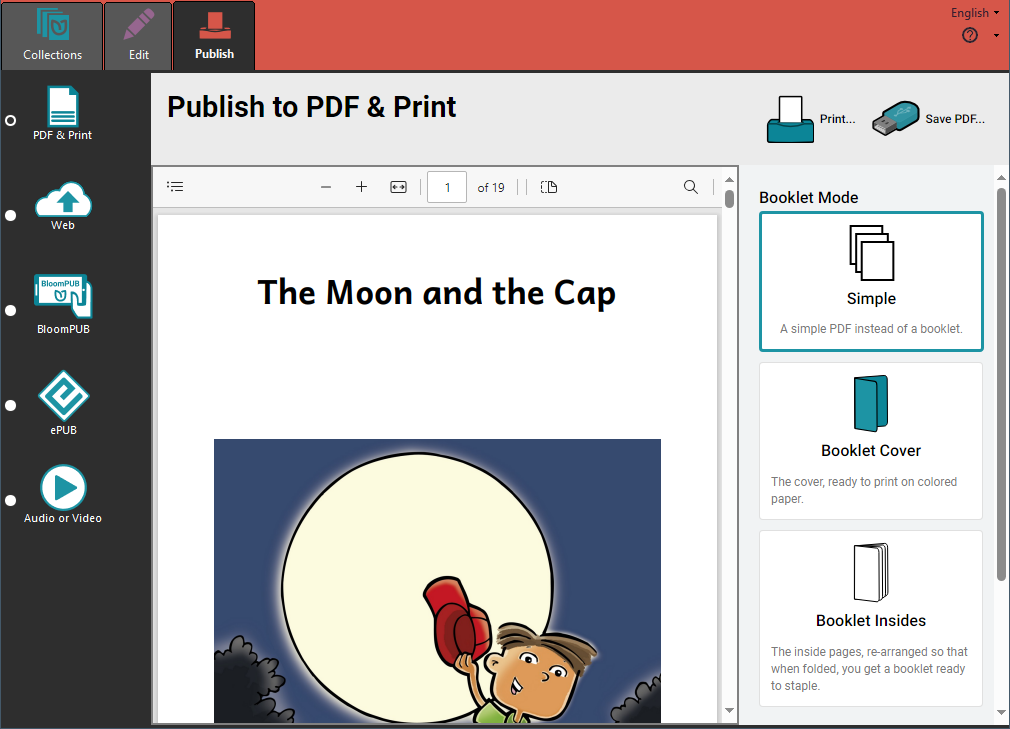 English
Collections
Edit
Publish
PDF & Print
Web
BloomPUB
BloomPUB
ePUB
Audio or Video
Publish to PDF & Print
Print...
Save PDF...
1 of 19
The Moon and the Cap
Booklet Mode
Simple
A simple PDF instead of a booklet.
Booklet Cover
The cover, ready to print on colored
paper.
Booklet Insides
The inside pages, re-arranged so that
when folded, you get a booklet ready
to staple.